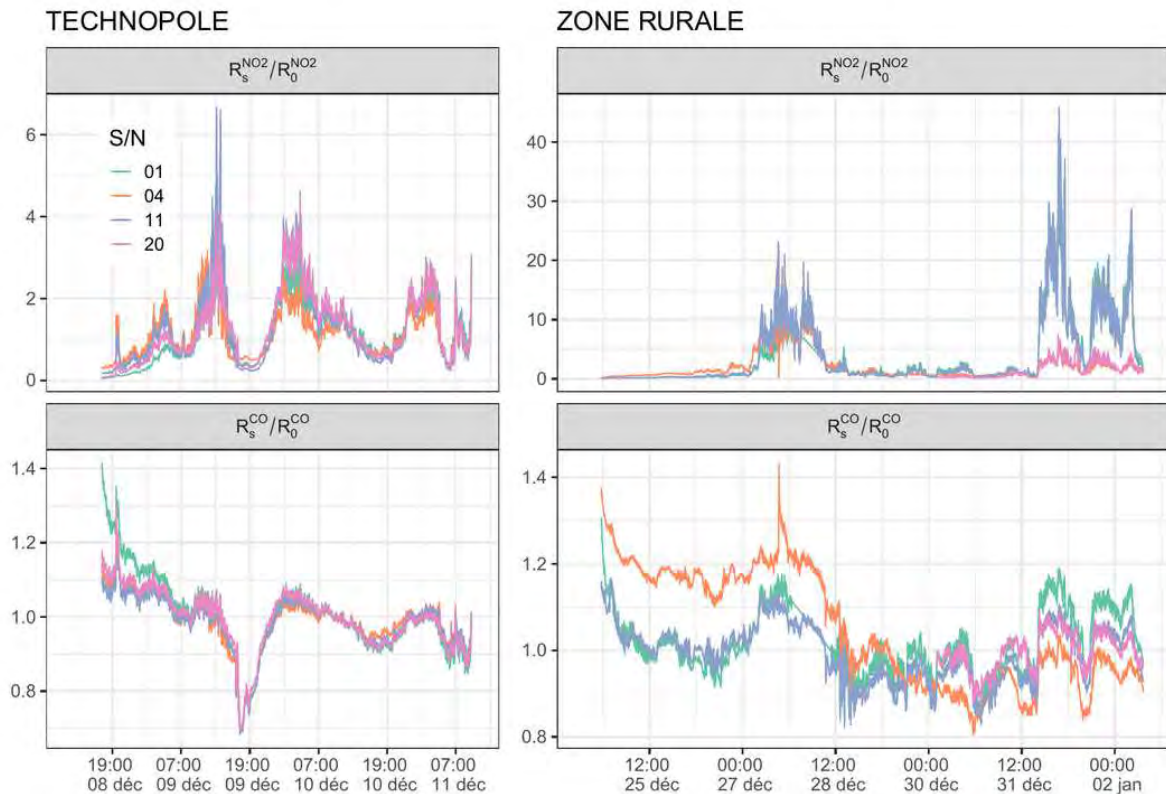 TECHNOPOLE
ZONE RURALE
R_s^NO2/R_0^NO2
R_s^NO2/R_0^NO2
6
4
2
0
S/N
01
04
11
20
40
30
20
10
0
R_s^CO/R_0^CO
R_s^CO/R_0^CO
1.4
1.2
1.0
0.8
1.4
1.2
1.0
0.8
19:00 07:00 19:00 07:00 19:00 07:00
08 déc 09 déc 09 déc 10 déc 10 déc 11 déc
12:00 00:00 12:00 00:00 12:00 00:00
25 déc 27 déc 28 déc 30 déc 31 déc 02 jan